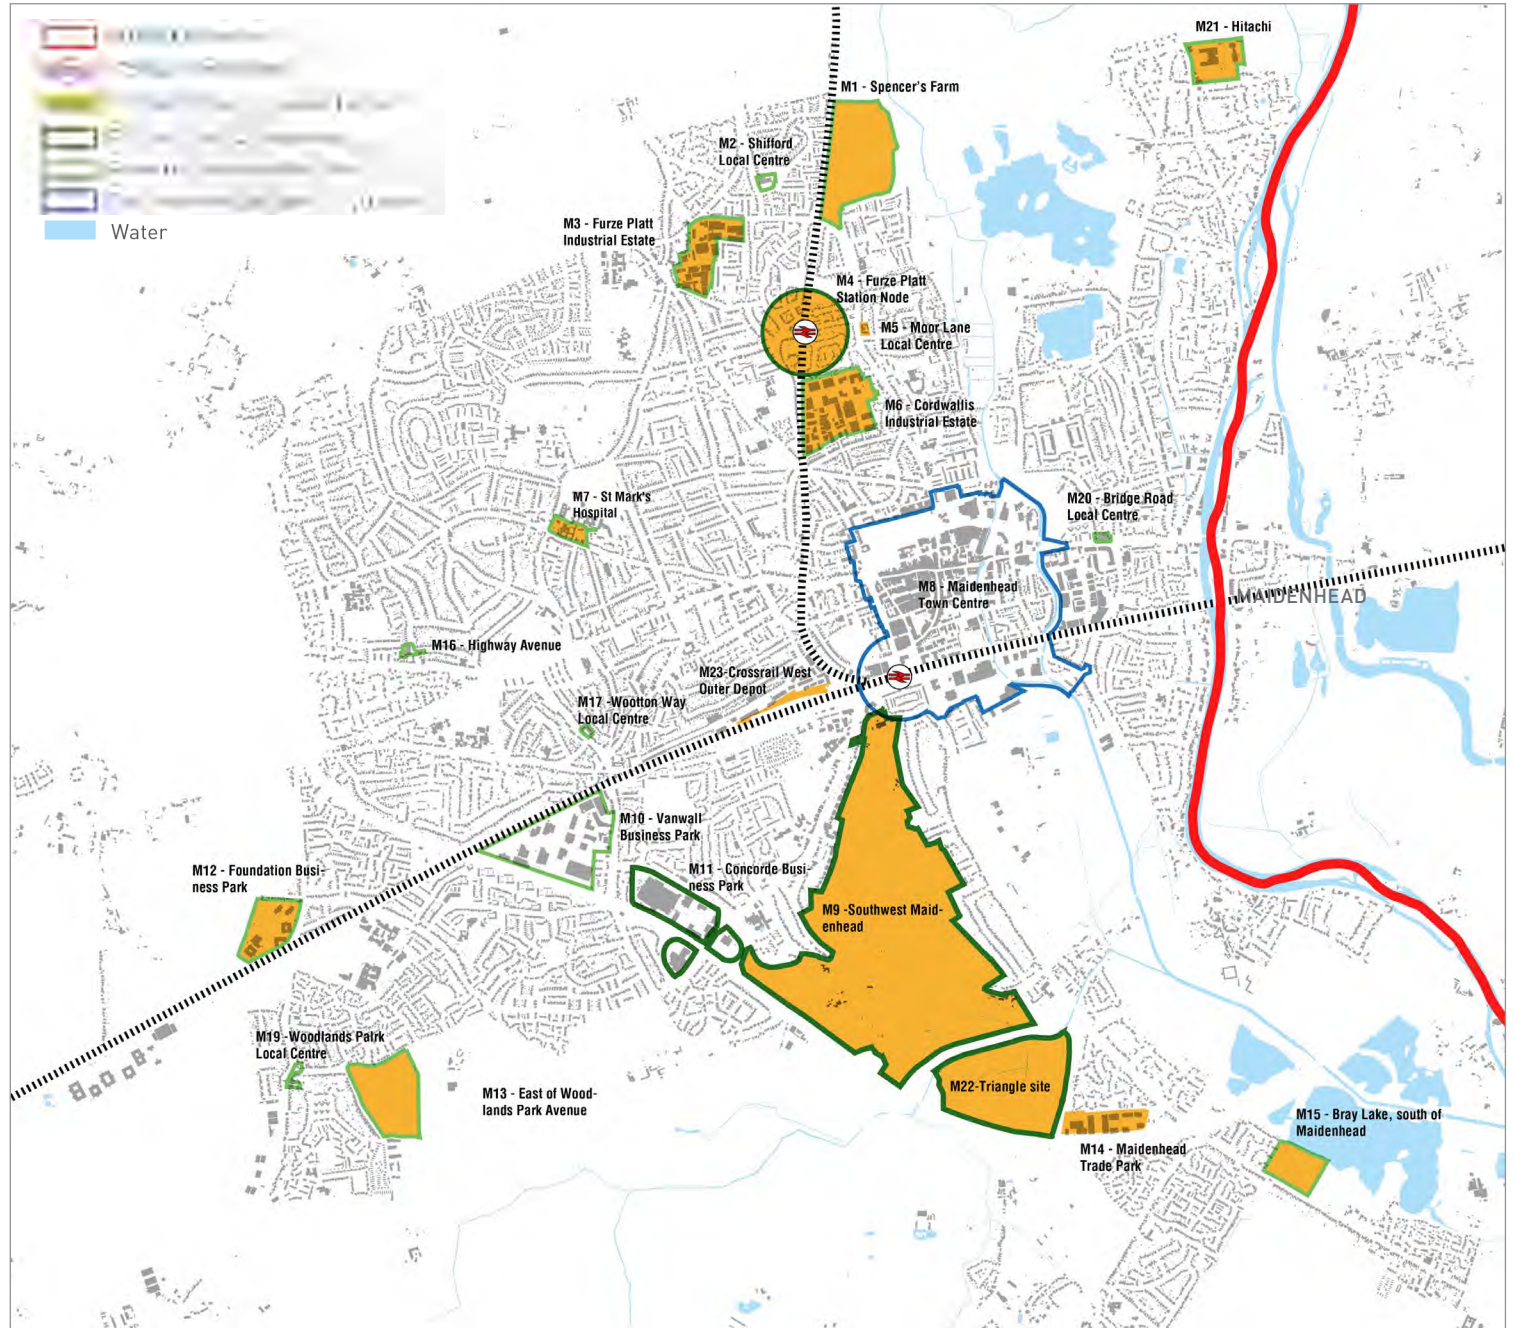 M21 - Hitachi
M1 - Spencer's Farm
M2 - Shifford
Local Centre
Water
M3 - Furze Platt
Industrial Estate
M4 - Furze Platt
Station Node
M5 - Moor Lane
Local Centre
M6 - Cordwallis
Industrial Estate
M7 - St Mark's
Hospital
M20 - Bridge Road
Local Centre
M8 - Maidenhead
Town Centre
MAIDENHEAD
M16 - Highway Avenue
M23-Crossrail West
Outer Depot
M17 -Wootton Way
Local Centre
M10 - Vanwall
Business Park
M11 - Concorde Busi-
ness Park
M12 - Foundation Busi-
ness Park
M9 -Southwest Maid-
enhead
M19 -Woodlands Palrk
Local Centre
M13 - East of Wood-
lands Park Avenue
M22-Triangle site
M14 - Maidenhead
Trade Park
M15 - Bray Lake, south of
Maidenhead